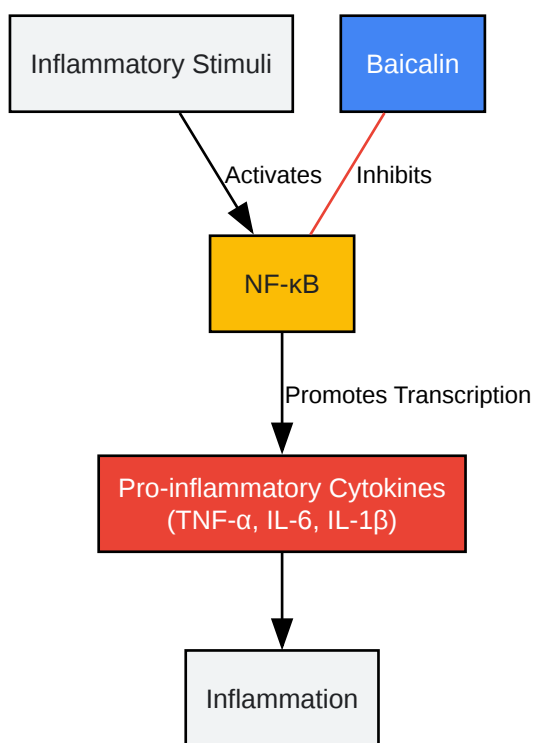 Inflammatory Stimuli
Baicalin
Activates
Inhibits
NF-κB
Promotes Transcription
Pro-inflammatory Cytokines
(TNF-α, IL-6, IL-1β)
Inflammation